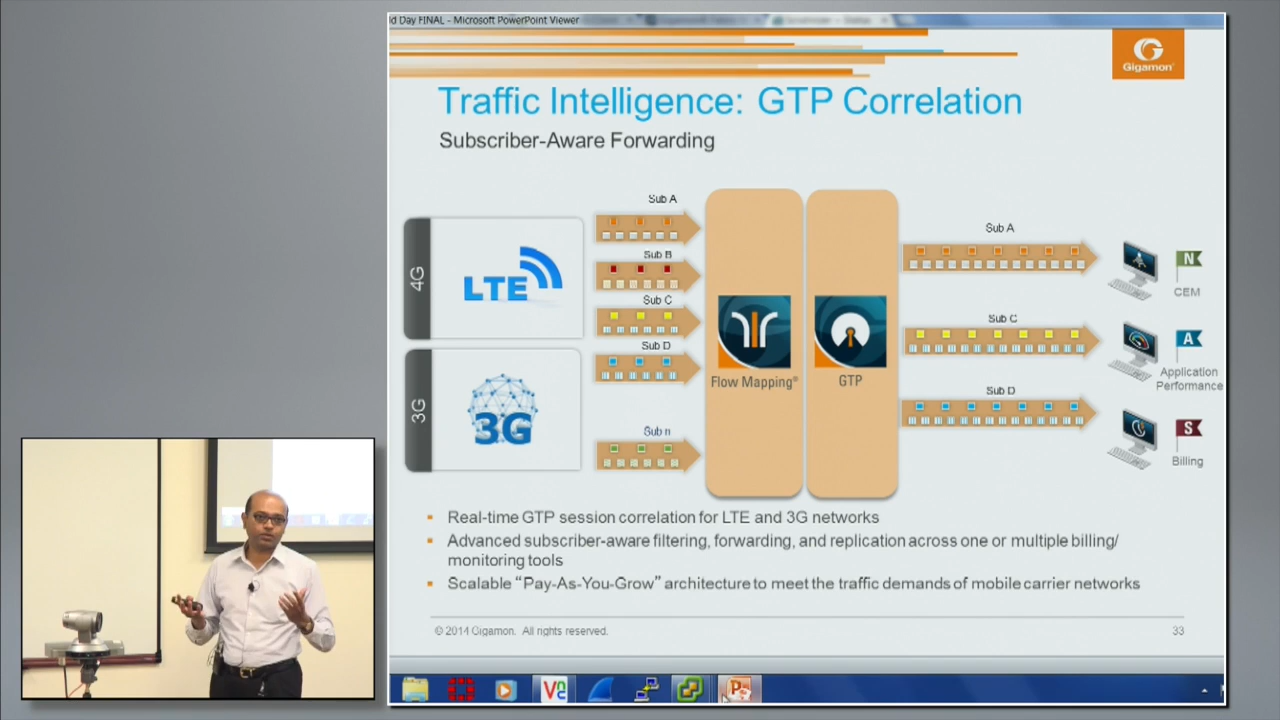 d Day FINAL - Microsoft PowerPoint Viewer
Gigamon®
Traffic Intelligence: GTP Correlation
Subscriber-Aware Forwarding
4G
LTE
3G
3G
Sub A
Sub B
Sub C
Sub D
Sub n
Flow Mapping®
GTP
Sub A
Sub C
Sub D
N
CEM
A
Application
Performance
S
Billing
▪ Real-time GTP session correlation for LTE and 3G networks
▪ Advanced subscriber-aware filtering, forwarding, and replication across one or multiple billing/
monitoring tools
▪ Scalable “Pay-As-You-Grow” architecture to meet the traffic demands of mobile carrier networks
© 2014 Gigamon. All rights reserved.
33